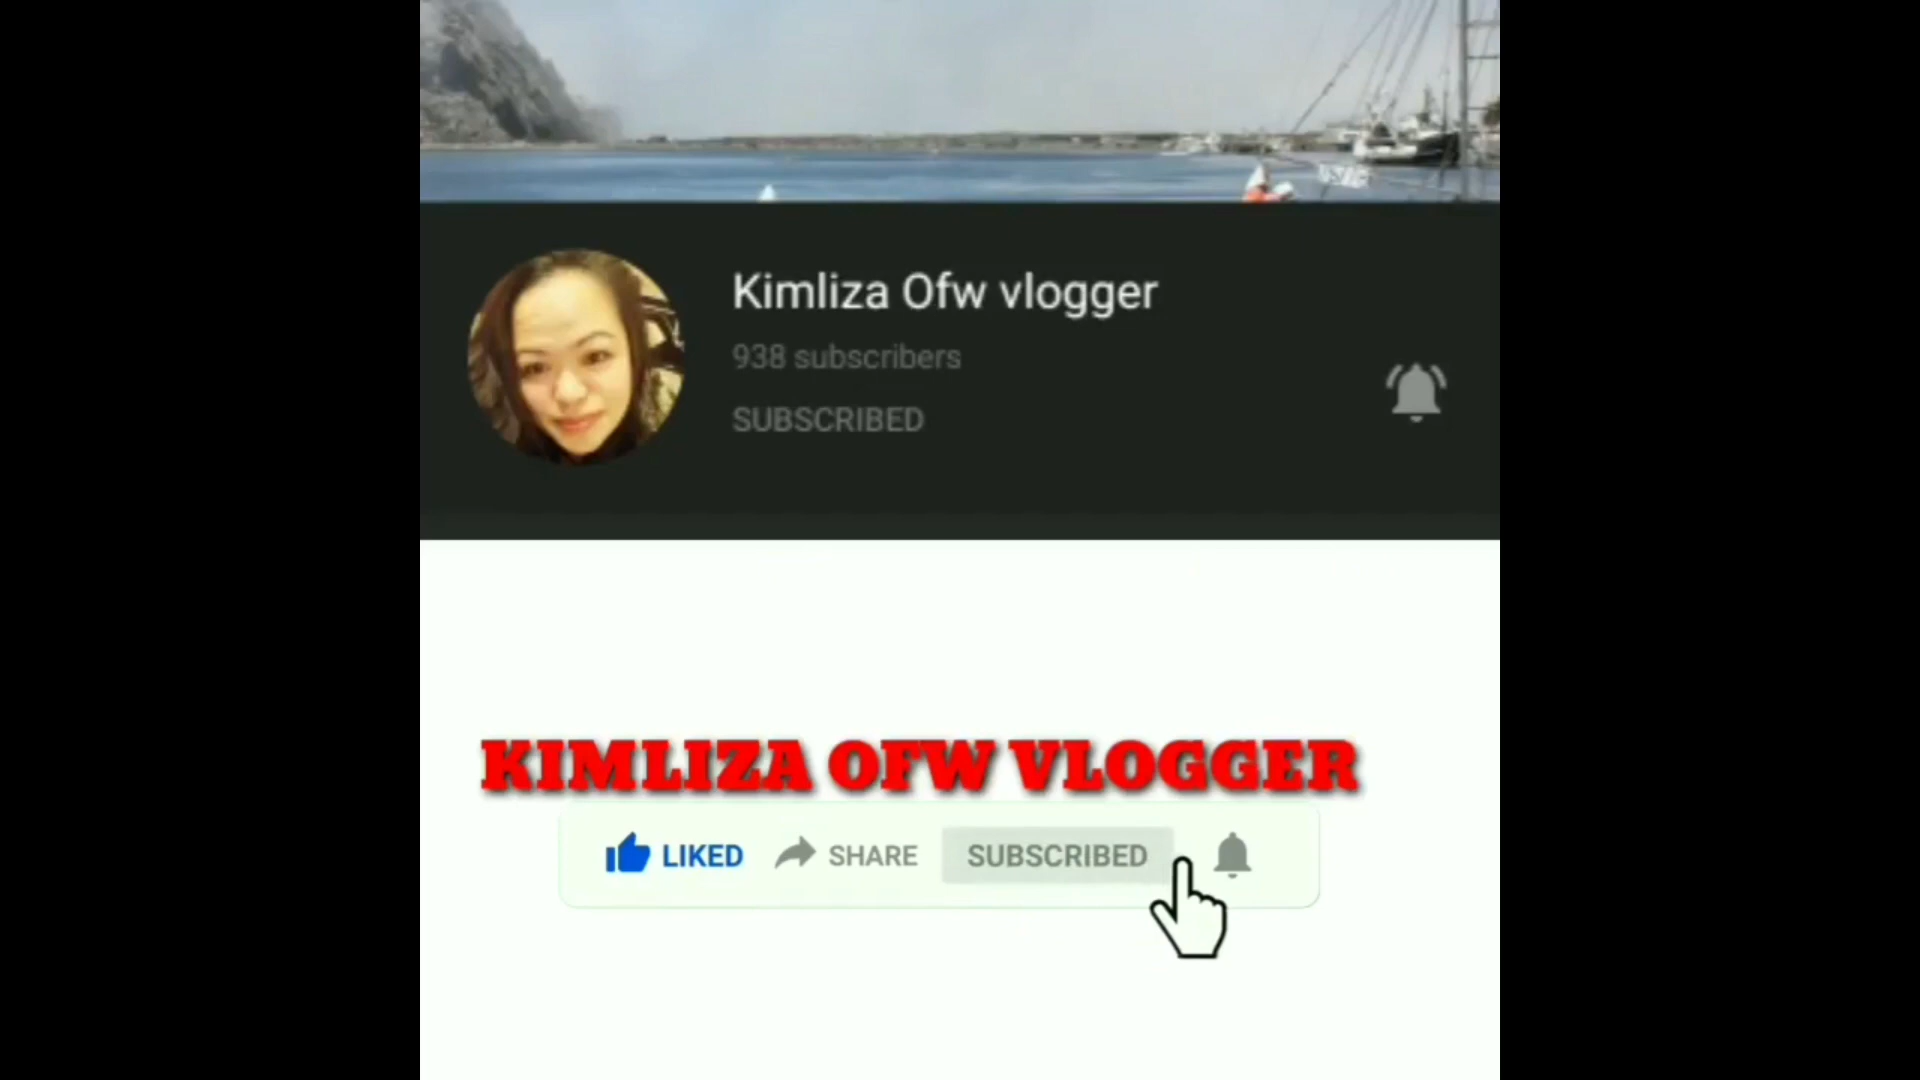 Kimliza Ofw vlogger
938 subscribers
SUBSCRIBED
KIMLIZA OFW VLOGGER
LIKED SHARE SUBSCRIBED